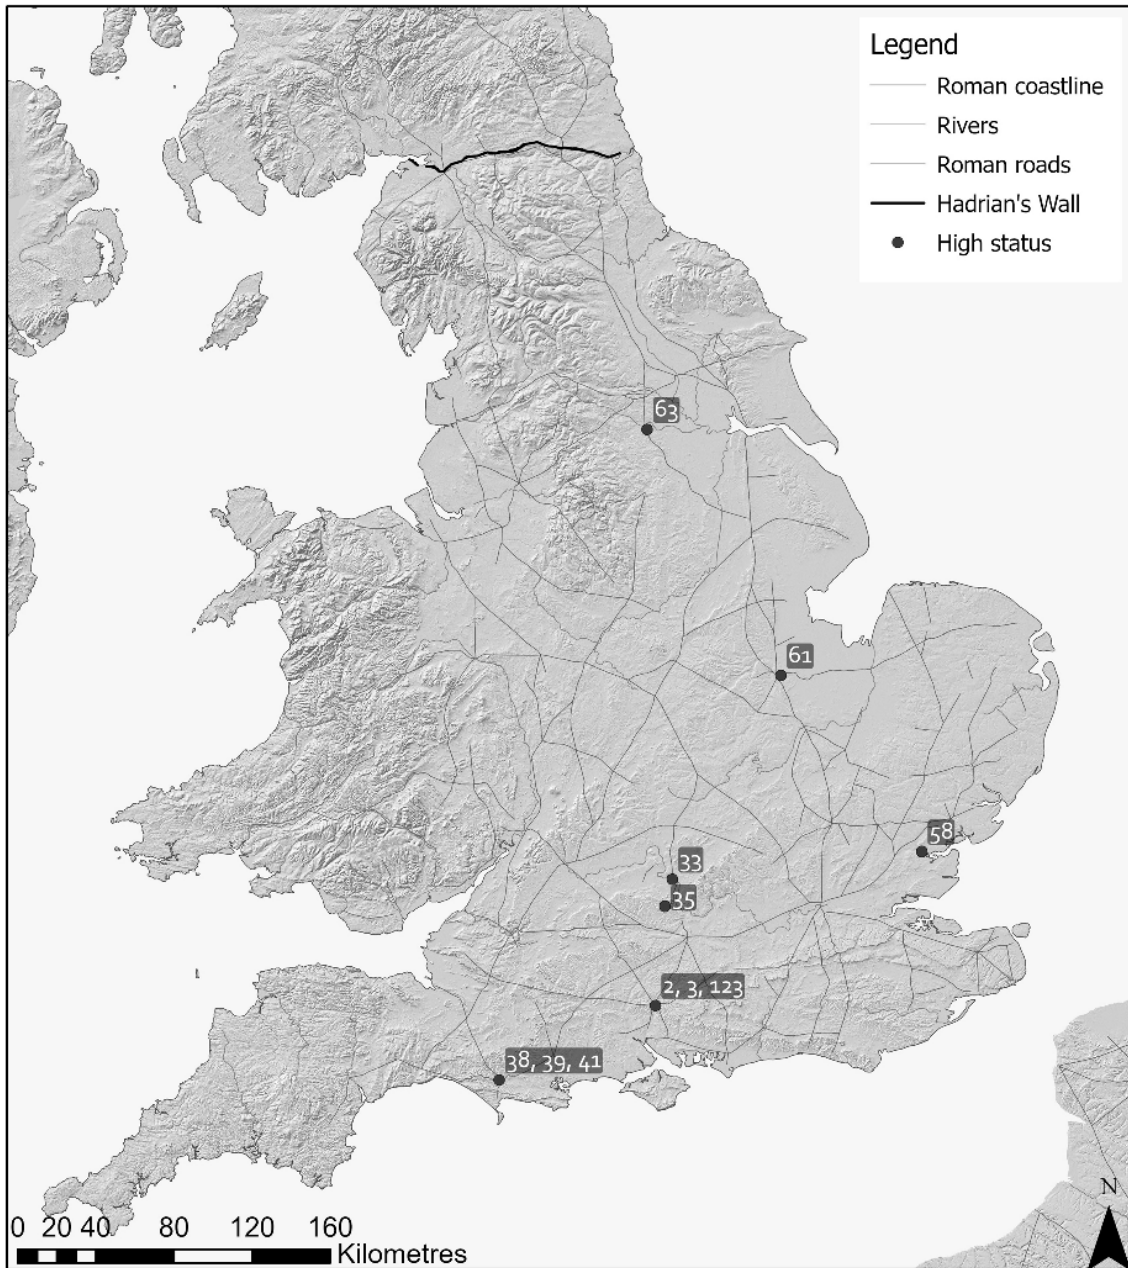 Legend
Roman coastline
Rivers
Roman roads
Hadrian's Wall
High status
63
61
58
33
35
2, 3, 123
38, 39, 41
N
0 20 40 80 120 160
Kilometres